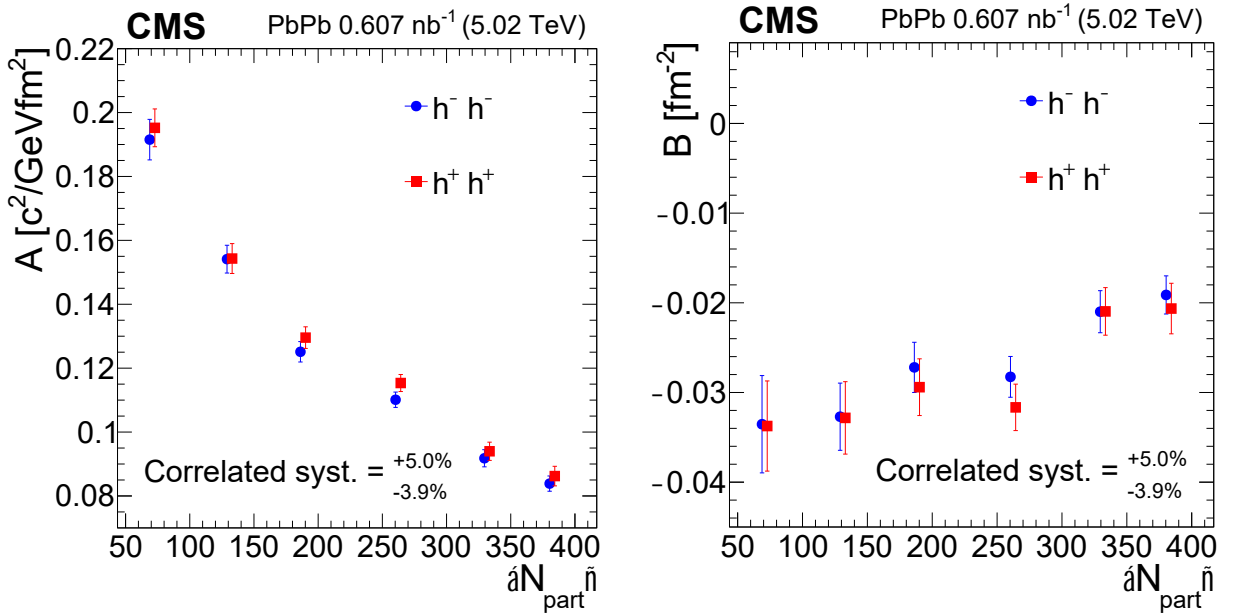 CMS PbPb 0.607 nb⁻¹ (5.02 TeV)
A [c²/GeVfm²]
0.22
0.2
0.18
0.16
0.14
0.12
0.1
0.08
h⁻ h⁻
h⁺ h⁺
Correlated syst. = +5.0% -3.9%
50 100 150 200 250 300 350 400
áN_part ñ
CMS PbPb 0.607 nb⁻¹ (5.02 TeV)
B [fm⁻²]
0
−0.01
−0.02
−0.03
−0.04
h⁻ h⁻
h⁺ h⁺
Correlated syst. = +5.0% -3.9%
50 100 150 200 250 300 350 400
áN_part ñ